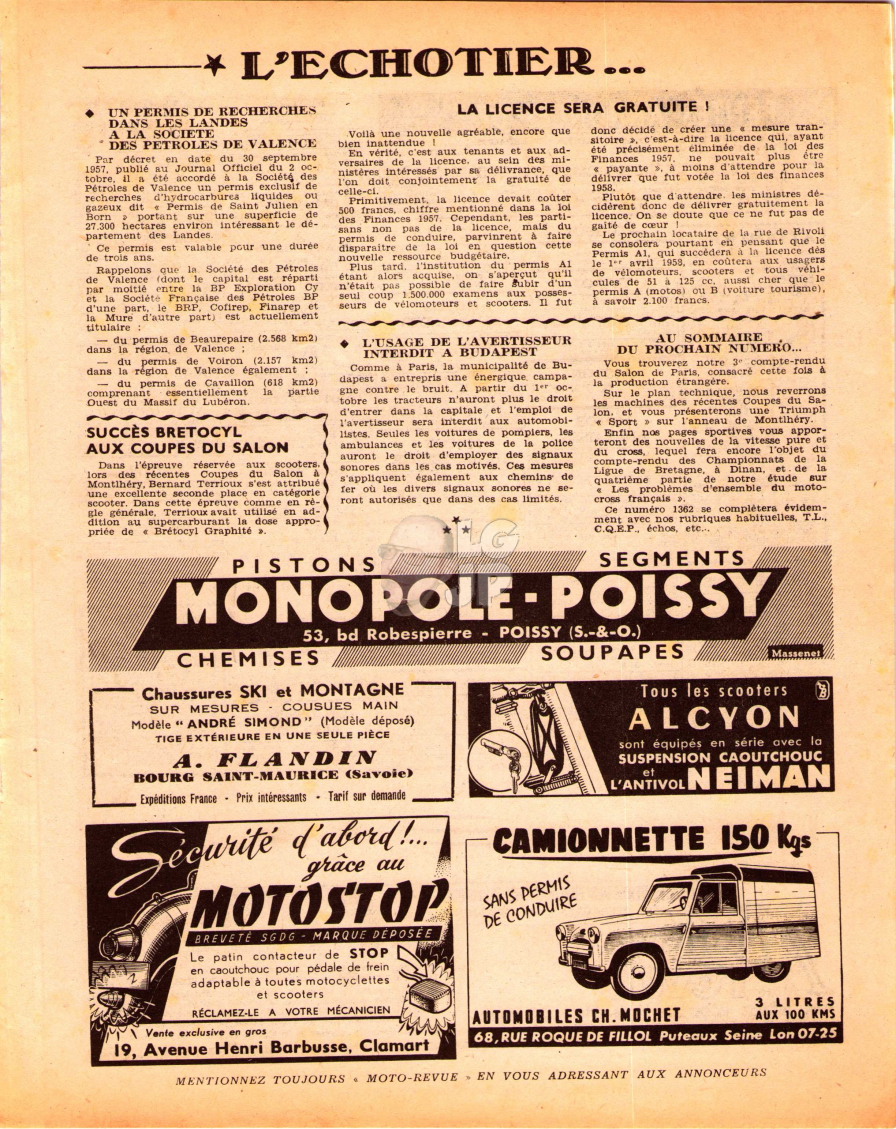 L'ECHOTIER...
◆ UN PERMIS DE RECHERCHES
DANS LES LANDES
A LA SOCIETE
DES PETROLES DE VALENCE
Par décret en date du 30 septembre
1957, publié au Journal Officiel du 2 oc-
tobre, il a été accordé à la Société des
Pétroles de Valence un permis exclusif de
recherches d'hydrocarbures liquides ou
gazeux dit « Permis de Saint Julien en
Born » portant sur une superficie de
27.300 hectares environ intéressant le dé-
partement des Landes.
Ce permis est valable pour une durée
de trois ans.
Rappelons que la Société des Pétroles
de Valence (dont le capital est réparti
par moitié entre la BP Exploration Cy
et la Société Française des Pétroles BP
d'une part, le BRP, Cofirep, Finarep et
la Mure d'autre part) est actuellement
titulaire :
— du permis de Beaurepaire (2.568 km2)
dans la région de Valence ;
— du permis de Voiron (2.157 km2)
dans la région de Valence également ;
— du permis de Cavaillon (618 km2)
comprenant essentiellement la partie
Ouest du Massif du Lubéron.
SUCCÈS BRETOCYL
AUX COUPES DU SALON
Dans l'épreuve réservée aux scooters,
lors des récentes Coupes du Salon à
Montlhéry, Bernard Terrioux s'est attribué
une excellente seconde place en catégorie
scooter. Dans cette épreuve comme en rè-
gle générale, Terrioux avait utilisé en ad-
dition au supercarburant la dose appro-
priée de « Brétocyl Graphité ».
LA LICENCE SERA GRATUITE !
Voilà une nouvelle agréable, encore que
bien inattendue !
En vérité, c'est aux tenants et aux ad-
versaires de la licence, au sein des mi-
nistères intéressés par sa délivrance, que
l'on doit conjointement la gratuité de
celle-ci.
Primitivement, la licence devait coûter
500 francs, chiffre mentionné dans la loi
des Finances 1957. Cependant, les parti-
sans non pas de la licence, mais du
permis de conduire, parvinrent à faire
disparaître de la loi en question cette
nouvelle ressource budgétaire.
Plus tard, l'institution du permis A1
étant alors acquise, on s'aperçut qu'il
n'était pas possible de faire subir d'un
seul coup 1.500.000 examens aux posses-
seurs de vélomoteurs et scooters. Il fut
donc décidé de créer une « mesure tran-
sitoire », c'est-à-dire la licence qui, ayant
été précisément éliminée de la loi des
Finances 1957, ne pouvait plus être
« payante », à moins d'attendre pour la
délivrer que fut votée la loi des finances
1958.
Plutôt que d'attendre, les ministres dé-
cidèrent donc de délivrer gratuitement la
licence. On se doute que ce ne fut pas de
gaité de cœur !
Le prochain locataire de la rue de Rivoli
se consolera pourtant en pensant que le
Permis A1, qui succédera à la licence dès
le 1er avril 1958, en coûtera aux usagers
de vélomoteurs, scooters et tous véhi-
cules de 51 à 125 cc, aussi cher que le
permis A (motos) ou B (voiture tourisme),
à savoir 2.100 francs.
◆ L'USAGE DE L'AVERTISSEUR
INTERDIT A BUDAPEST
Comme à Paris, la municipalité de Bu-
dapest a entrepris une énergique campa-
gne contre le bruit. A partir du 1er oc-
tobre les tracteurs n'auront plus le droit
d'entrer dans la capitale et l'emploi de
l'avertisseur sera interdit aux automobi-
listes. Seules les voitures de pompiers, les
ambulances et les voitures de la police
auront le droit d'employer des signaux
sonores dans les cas motivés. Ces mesures
s'appliquent également aux chemins de
fer où les divers signaux sonores ne se-
ront autorisés que dans des cas limités.
AU SOMMAIRE
DU PROCHAIN NUMERO...
Vous trouverez notre 3e compte-rendu
du Salon de Paris, consacré cette fois à
la production étrangère.
Sur le plan technique, nous reverrons
les machines des récentes Coupes du Sa-
lon, et vous présenterons une Triumph
« Sport » sur l'anneau de Montlhéry.
Enfin nos pages sportives vous appor-
teront des nouvelles de la vitesse pure et
du cross, lequel fera encore l'objet du
compte-rendu des Championnats de la
Ligue de Bretagne, à Dinan, et de la
quatrième partie de notre étude sur
« Les problèmes d'ensemble du moto-
cross français ».
Ce numéro 1362 se complètera évidem-
ment avec nos rubriques habituelles, T.L.,
C.Q.E.P., échos, etc...
LG
JP
PISTONS SEGMENTS
MONOPOLE - POISSY
53, bd Robespierre - POISSY (S.-&-O.)
CHEMISES SOUPAPES
Massenet
Chaussures SKI et MONTAGNE
SUR MESURES - COUSUES MAIN
Modèle " ANDRÉ SIMOND " (Modèle déposé)
TIGE EXTÉRIEURE EN UNE SEULE PIÈCE
A. FLANDIN
BOURG SAINT-MAURICE (Savoie)
Expéditions France - Prix intéressants - Tarif sur demande
Tous les scooters
ALCYON
sont équipés en série avec la
SUSPENSION CAOUTCHOUC
et
L'ANTIVOL NEIMAN
Sécurité d'abord !...
grâce au
MOTOSTOP
BREVETÉ SGDG - MARQUE DÉPOSÉE
Le patin contacteur de STOP
en caoutchouc pour pédale de frein
adaptable à toutes motocyclettes
et scooters
RÉCLAMEZ-LE A VOTRE MÉCANICIEN
Vente exclusive en gros
19, Avenue Henri Barbusse, Clamart
CAMIONNETTE 150 Kgs
SANS PERMIS
DE CONDUIRE
AUTOMOBILES CH. MOCHET
3 LITRES
AUX 100 KMS
68, RUE ROQUE DE FILLOL Puteaux Seine Lon 07-25
MENTIONNEZ TOUJOURS « MOTO-REVUE » EN VOUS ADRESSANT AUX ANNONCEURS